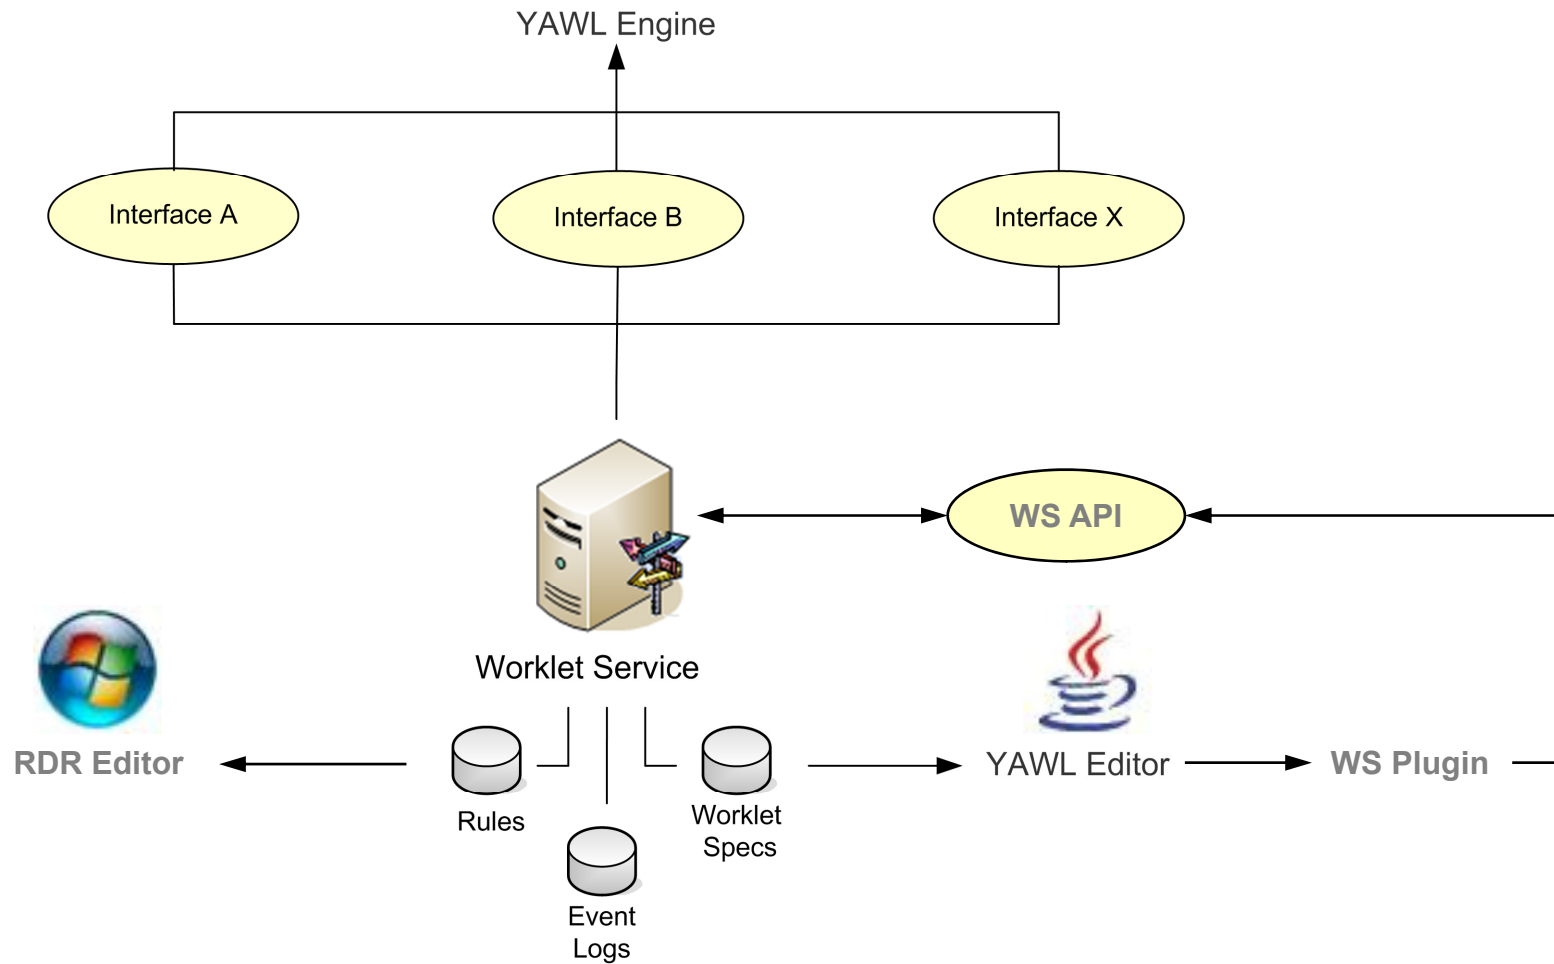 YAWL Engine
Interface A
Interface B
Interface X
WS API
Worklet Service
RDR Editor
YAWL Editor
WS Plugin
Rules
Worklet
Specs
Event
Logs